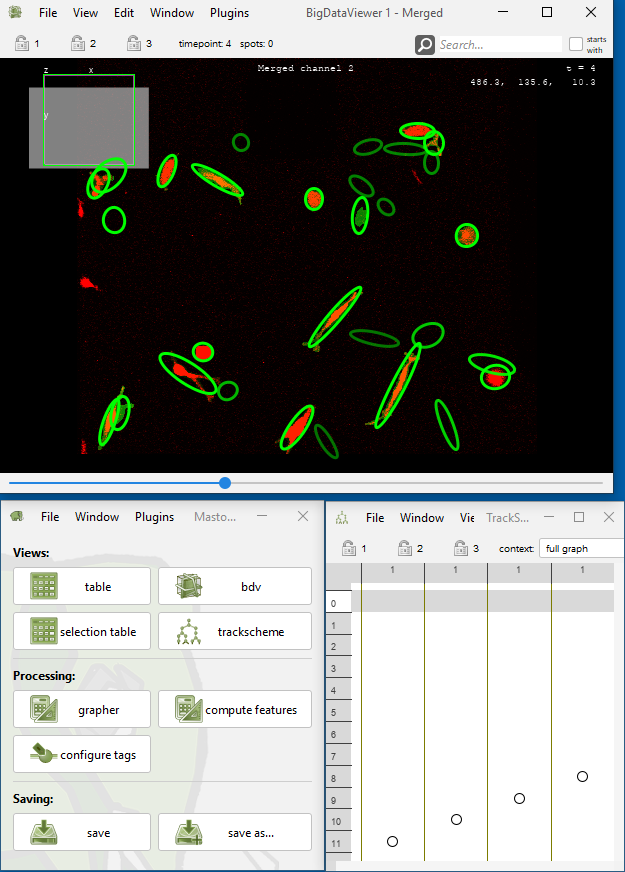 File View Edit Window Plugins BigDataViewer 1 - Merged
1 2 3 timepoint: 4 spots: 0 Search... starts with
Merged channel 2 t = 4
486.3, 135.6, 10.3
z x
y
File Window Plugins Masto...
Views:
table bdv
selection table trackscheme
Processing:
grapher compute features
configure tags
Saving:
save save as...
File Window Vie TrackS...
1 2 3 context: full graph
1 1 1 1
0
1
2
3
4
5
6
7
8
9
10
11